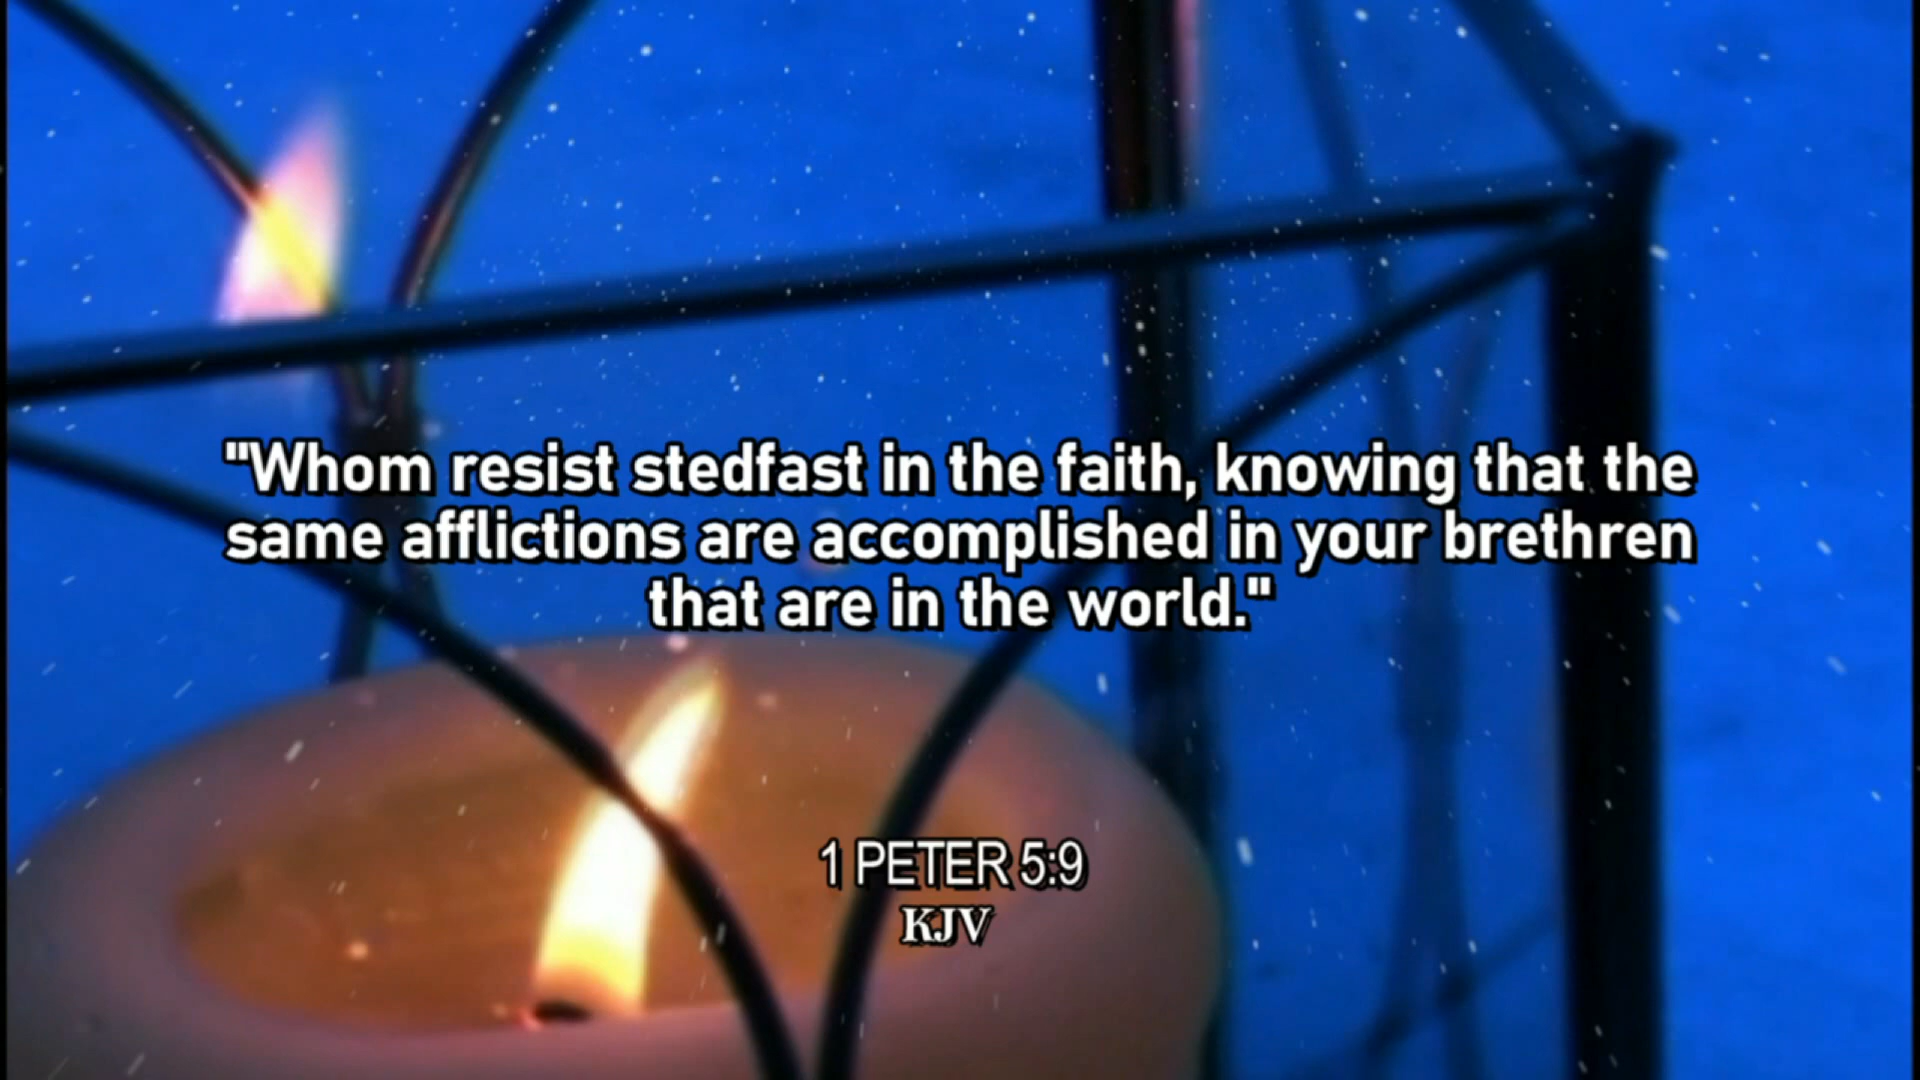 "Whom resist stedfast in the faith, knowing that the
same afflictions are accomplished in your brethren
that are in the world."
1 PETER 5:9
KJV